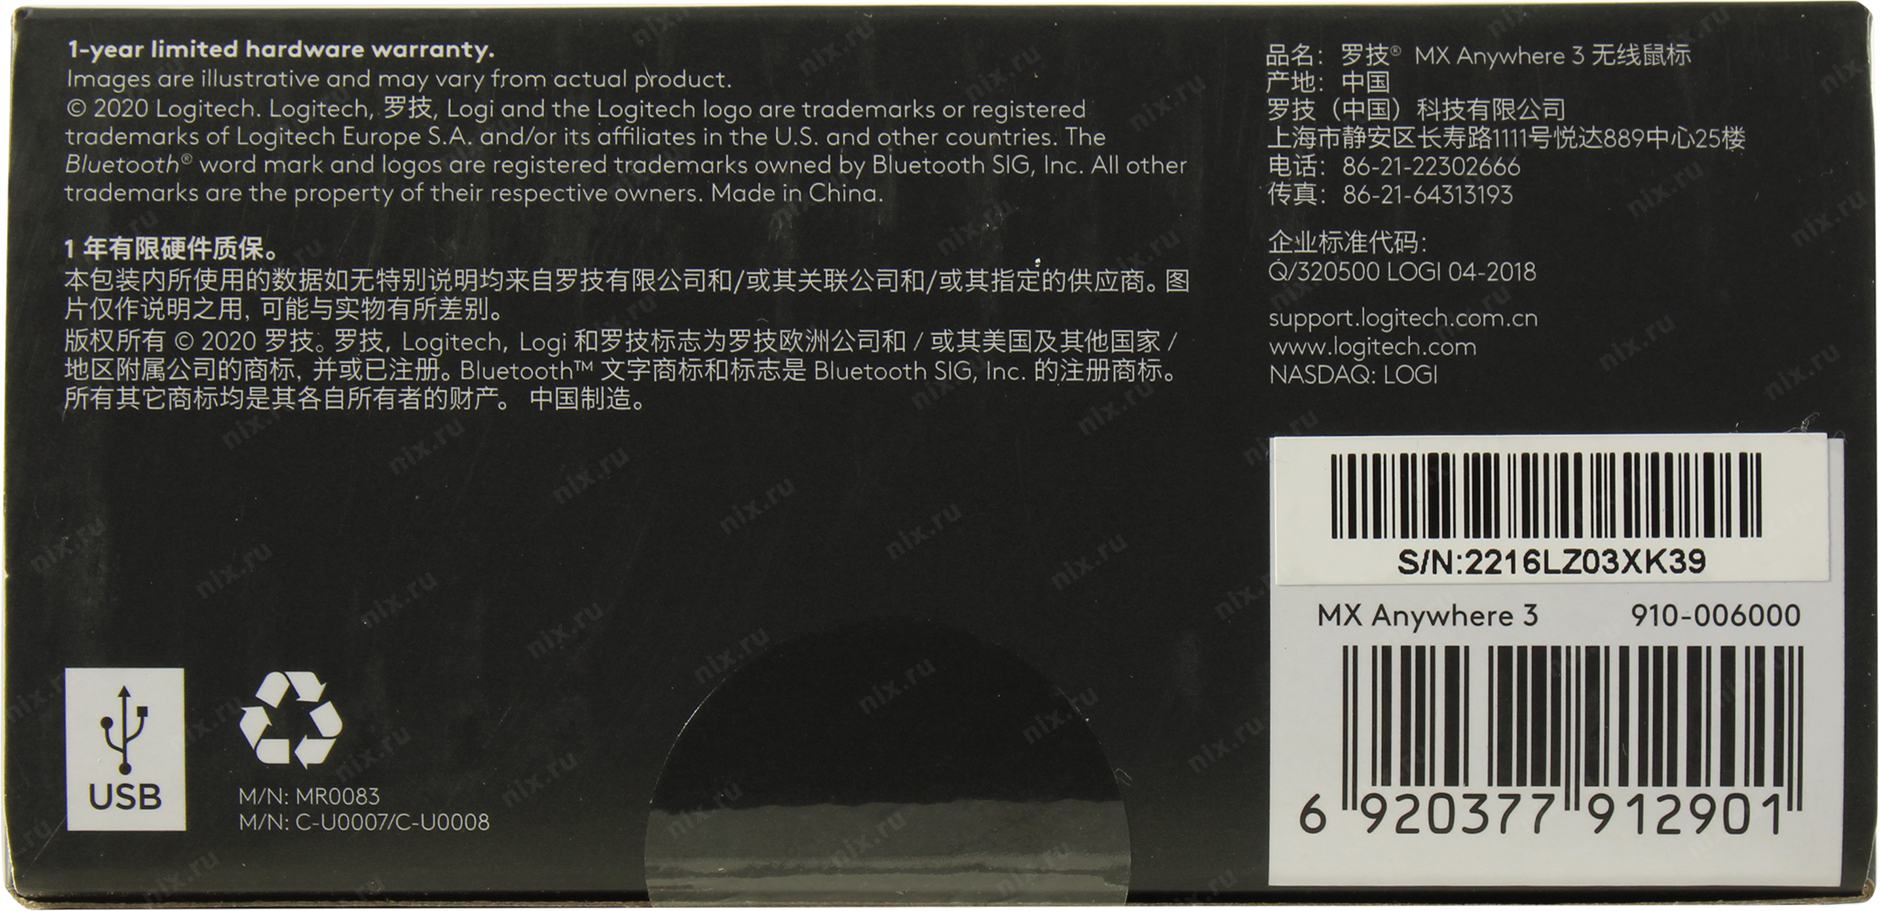 1-year limited hardware warranty.
Images are illustrative and may vary from actual product.
© 2020 Logitech. Logitech, 罗技, Logi and the Logitech logo are trademarks or registered
trademarks of Logitech Europe S.A. and/or its affiliates in the U.S. and other countries. The
Bluetooth® word mark and logos are registered trademarks owned by Bluetooth SIG, Inc. All other
trademarks are the property of their respective owners. Made in China.
1 年有限硬件质保。
本包装内所使用的数据如无特别说明均来自罗技有限公司和/或其关联公司和/或其指定的供应商。图
片仅作说明之用, 可能与实物有所差别。
版权所有 © 2020 罗技。罗技, Logitech, Logi 和罗技标志为罗技欧洲公司和 / 或其美国及其他国家 /
地区附属公司的商标, 并或已注册。Bluetooth™ 文字商标和标志是 Bluetooth SIG, Inc. 的注册商标。
所有其它商标均是其各自所有者的财产。 中国制造。
USB
M/N: MR0083
M/N: C-U0007/C-U0008
品名：罗技® MX Anywhere 3 无线鼠标
产地：中国
罗技（中国）科技有限公司
上海市静安区长寿路1111号悦达889中心25楼
电话：86-21-22302666
传真：86-21-64313193
企业标准代码：
Q/320500 LOGI 04-2018
support.logitech.com.cn
www.logitech.com
NASDAQ: LOGI
S/N:2216LZ03XK39
MX Anywhere 3 910-006000
6 920377 912901
nix.ru